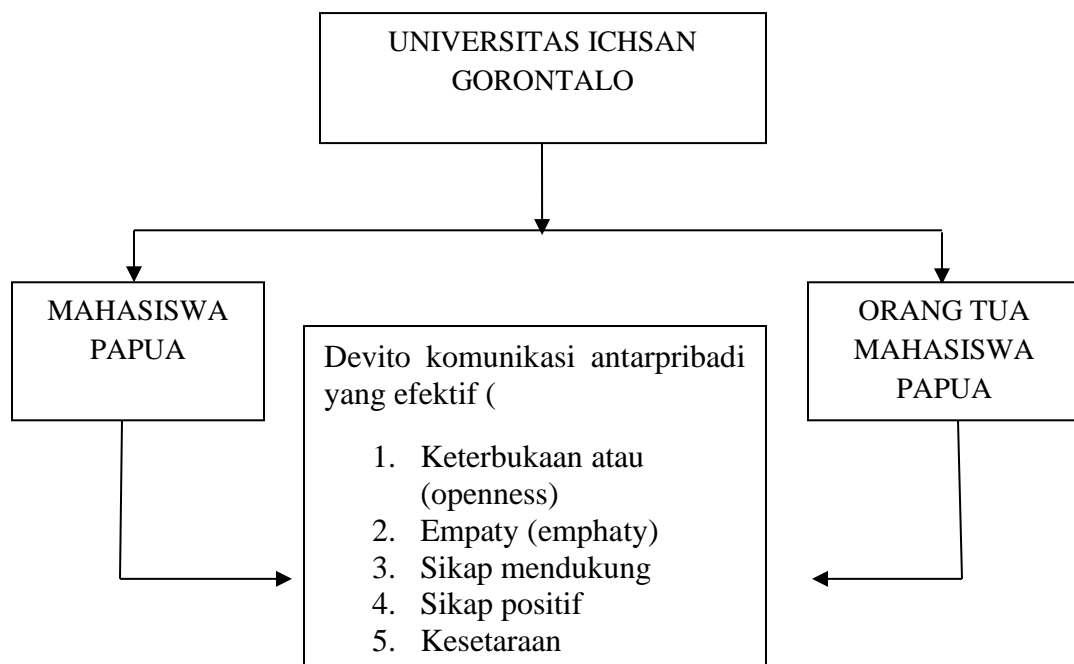 UNIVERSITAS ICHSAN
GORONTALO
MAHASISWA
PAPUA
Devito komunikasi antarpribadi
yang efektif (
1. Keterbukaan atau
(openness)
2. Empaty (emphaty)
3. Sikap mendukung
4. Sikap positif
5. Kesetaraan
ORANG TUA
MAHASISWA
PAPUA